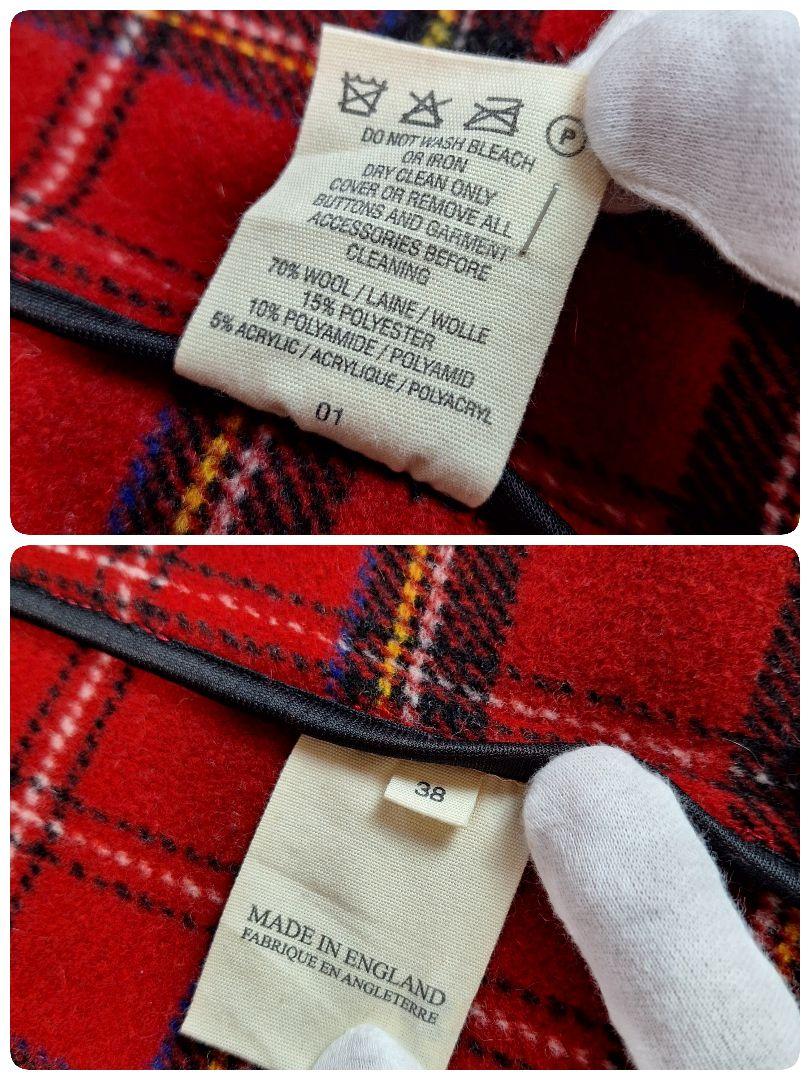 P
DO NOT WASH BLEACH
OR IRON
DRY CLEAN ONLY
COVER OR REMOVE ALL
BUTTONS AND GARMENT
ACCESSORIES BEFORE
CLEANING
70% WOOL / LAINE / WOLLE
15% POLYESTER
10% POLYAMIDE / POLYAMID
5% ACRYLIC / ACRYLIQUE / POLYACRYL
01
38
MADE IN ENGLAND
FABRIQUE EN ANGLETERRE